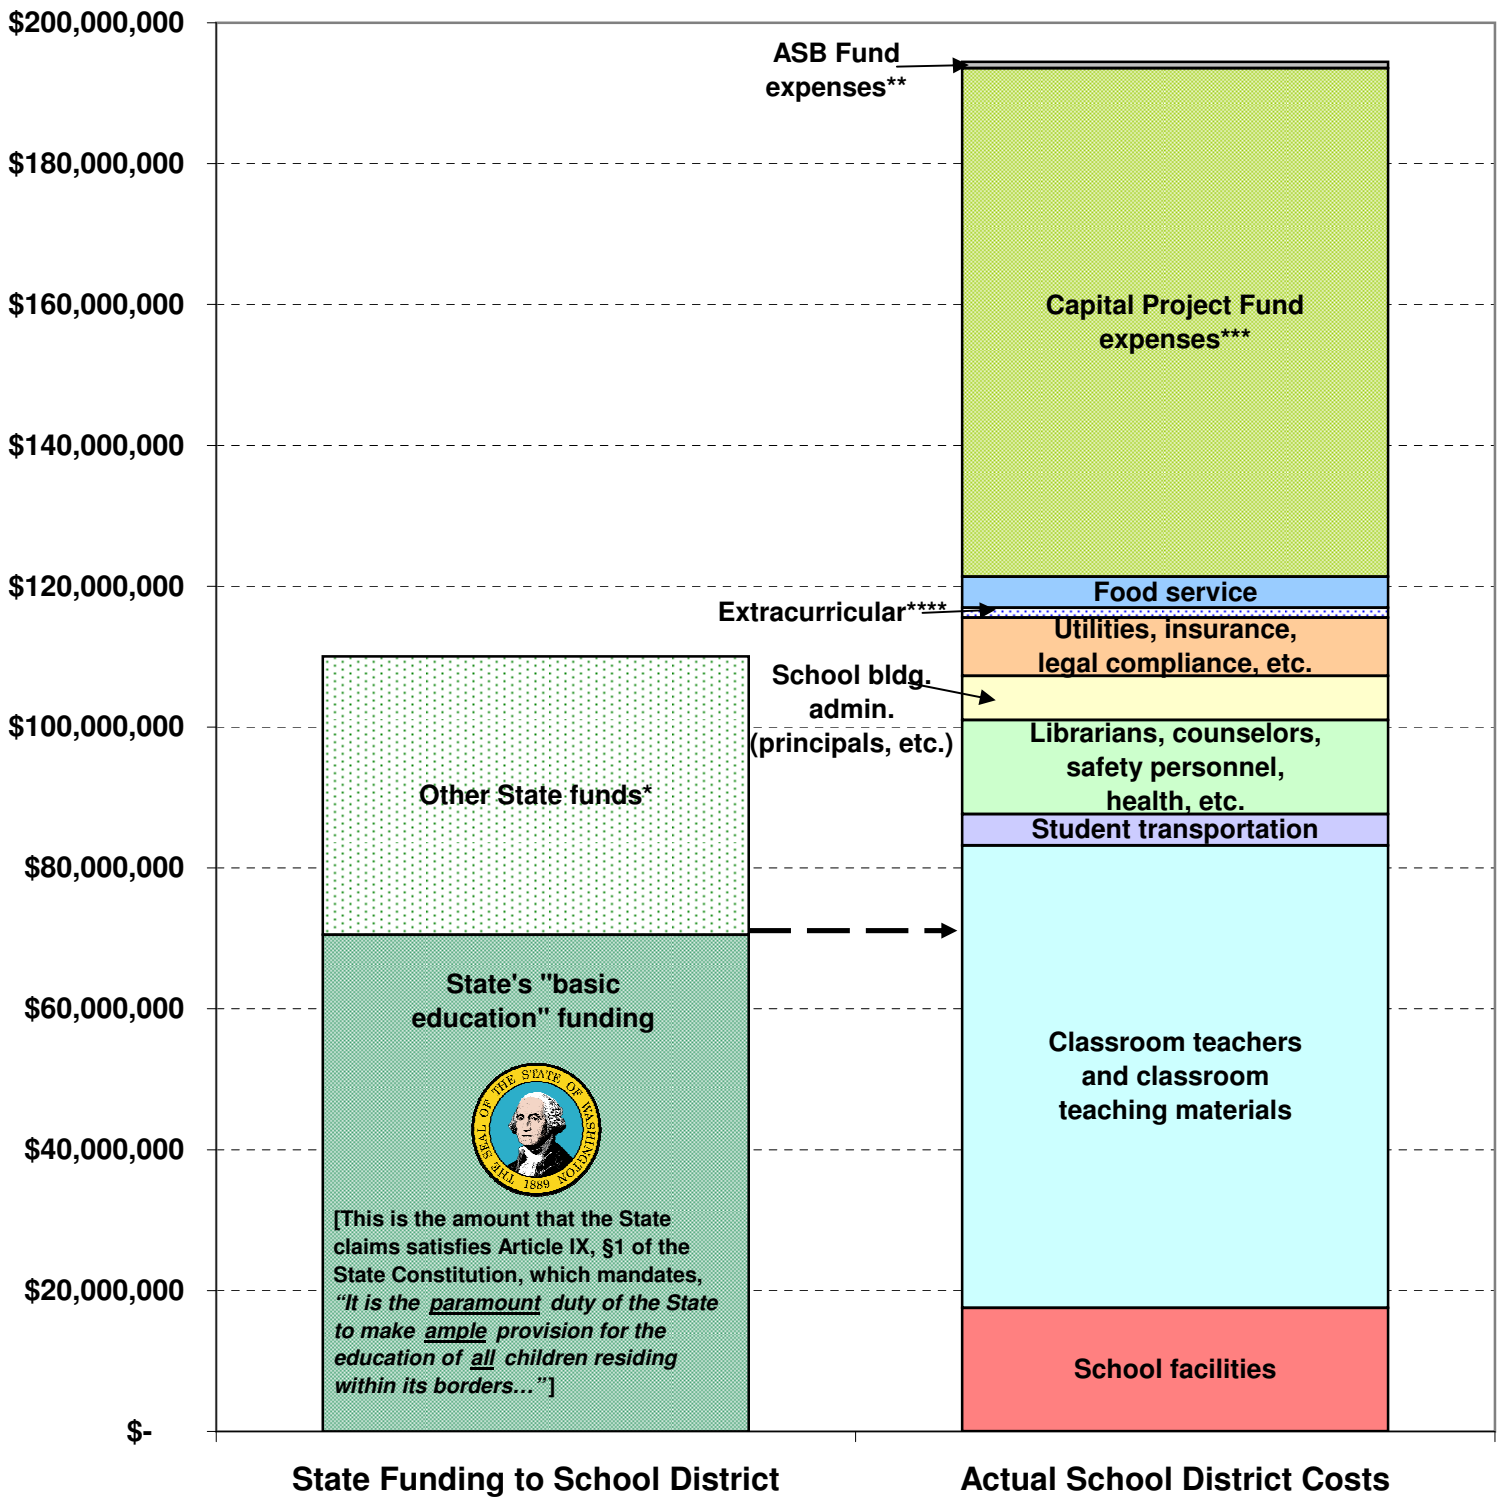 $200,000,000
$180,000,000
$160,000,000
$140,000,000
$120,000,000
$100,000,000
$80,000,000
$60,000,000
$40,000,000
$20,000,000
$-
Other State funds*
State's "basic
education" funding
THE SEAL OF THE STATE OF WASHINGTON
1889
[This is the amount that the State
claims satisfies Article IX, §1 of the
State Constitution, which mandates,
“It is the paramount duty of the State
to make ample provision for the
education of all children residing
within its borders…”]
ASB Fund
expenses**
Capital Project Fund
expenses***
Food service
Extracurricular****
Utilities, insurance,
legal compliance, etc.
School bldg.
admin.
(principals, etc.)
Librarians, counselors,
safety personnel,
health, etc.
Student transportation
Classroom teachers
and classroom
teaching materials
School facilities
State Funding to School District
Actual School District Costs